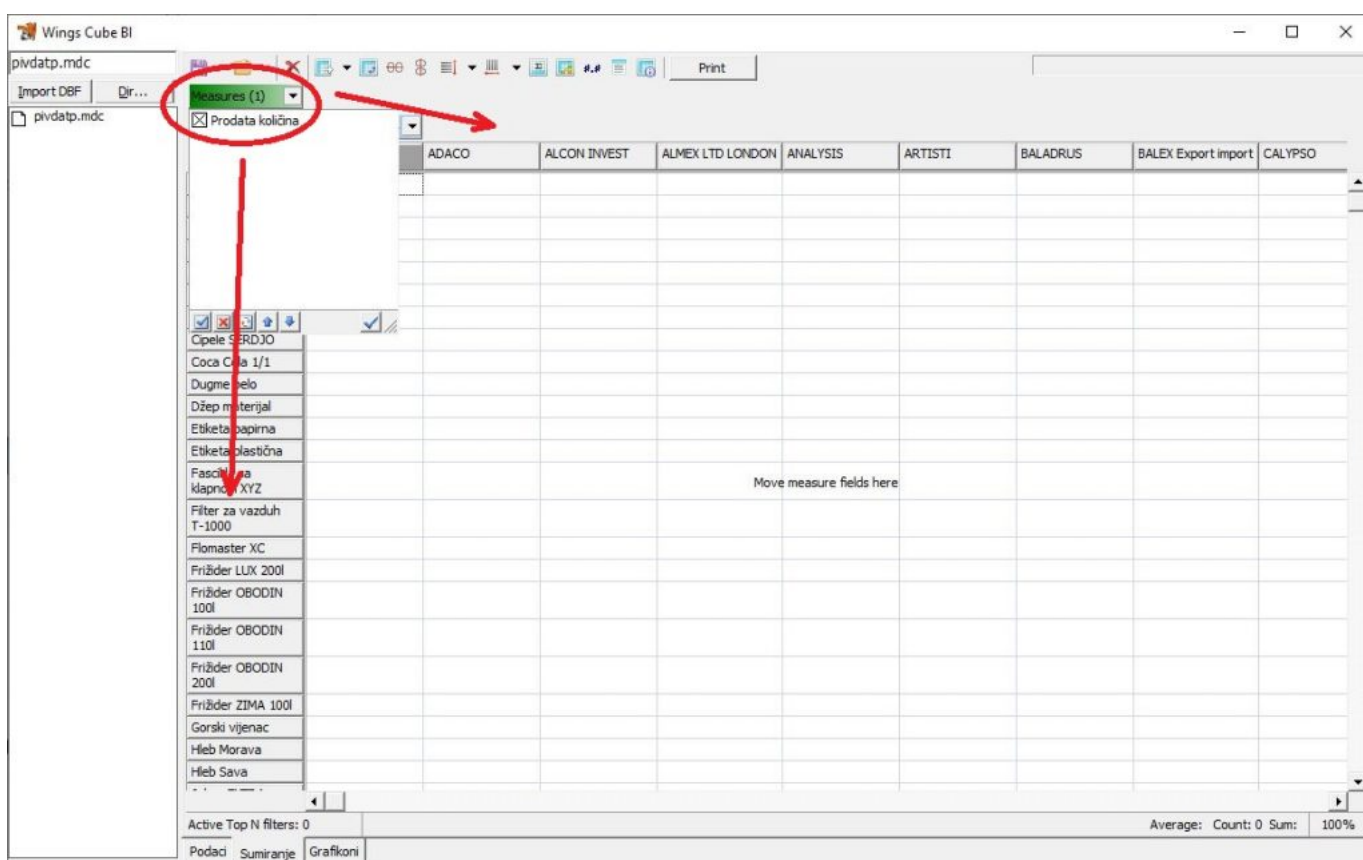 Wings Cube BI
pivdatp.mdc
Print
Import DBF Dir...
Measures (1)
pivdatp.mdc
Prodata količina
ADACO ALCON INVEST ALMEX LTD LONDON ANALYSIS ARTISTI BALADRUS BALEX Export import CALYPSO
Cipele SERDJO
Coca Cola 1/1
Dugme belo
Džep materijal
Etiketa papirna
Etiketa plastična
Fascikla sa
klapnom XYZ
Move measure fields here
Filter za vazduh
T-1000
Flomaster XC
Frižider LUX 200l
Frižider OBODIN
100l
Frižider OBODIN
110l
Frižider OBODIN
200l
Frižider ZIMA 100l
Gorski vijenac
Hleb Morava
Hleb Sava
Active Top N filters: 0 Average: Count: 0 Sum: 100%
Podaci Sumiranje Grafikoni